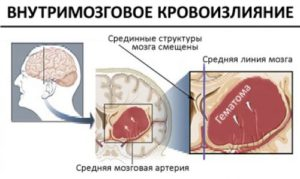 ВНУТРИМОЗГОВОЕ КРОВОИЗЛИЯНИЕ
Срединные структуры
мозга смещены
Средняя линия мозга
Гематома
Средняя мозговая артерия